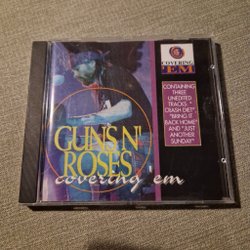 COVERING
'EM
CONTAINING
THREE
UNEDITED
TRACKS "
CRASH DIET"
"BRING IT
BACK HOME"
AND "JUST
ANOTHER
SUNDAY"
GUNS N'
ROSES
covering em